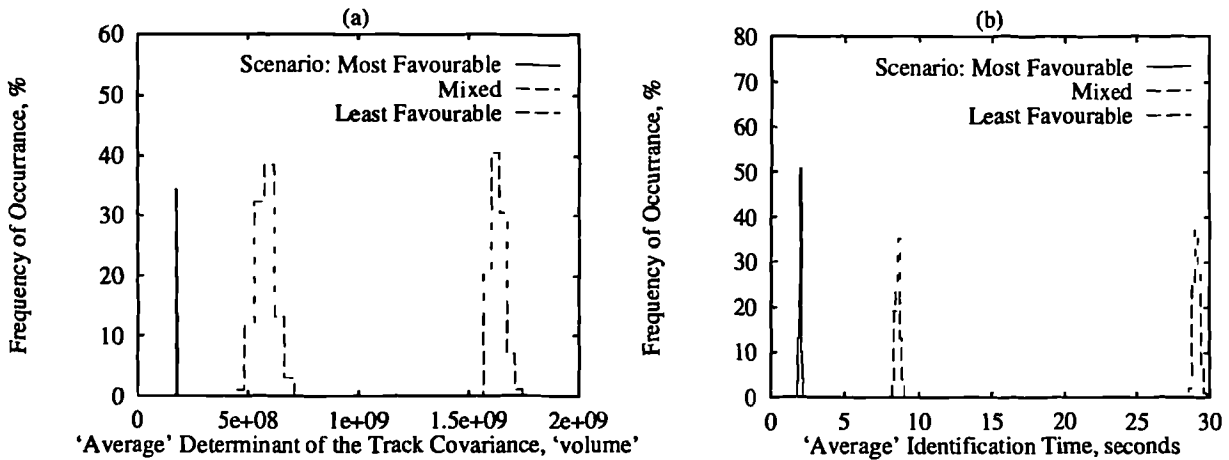 (a)
Frequency of Occurrance, %
60
50
40
30
20
10
0
Scenario: Most Favourable
Mixed
Least Favourable
0 5e+08 1e+09 1.5e+09 2e+09
‘Average’ Determinant of the Track Covariance, ‘volume’
(b)
Frequency of Occurrance, %
80
70
60
50
40
30
20
10
0
Scenario: Most Favourable
Mixed
Least Favourable
0 5 10 15 20 25 30
‘Average’ Identification Time, seconds